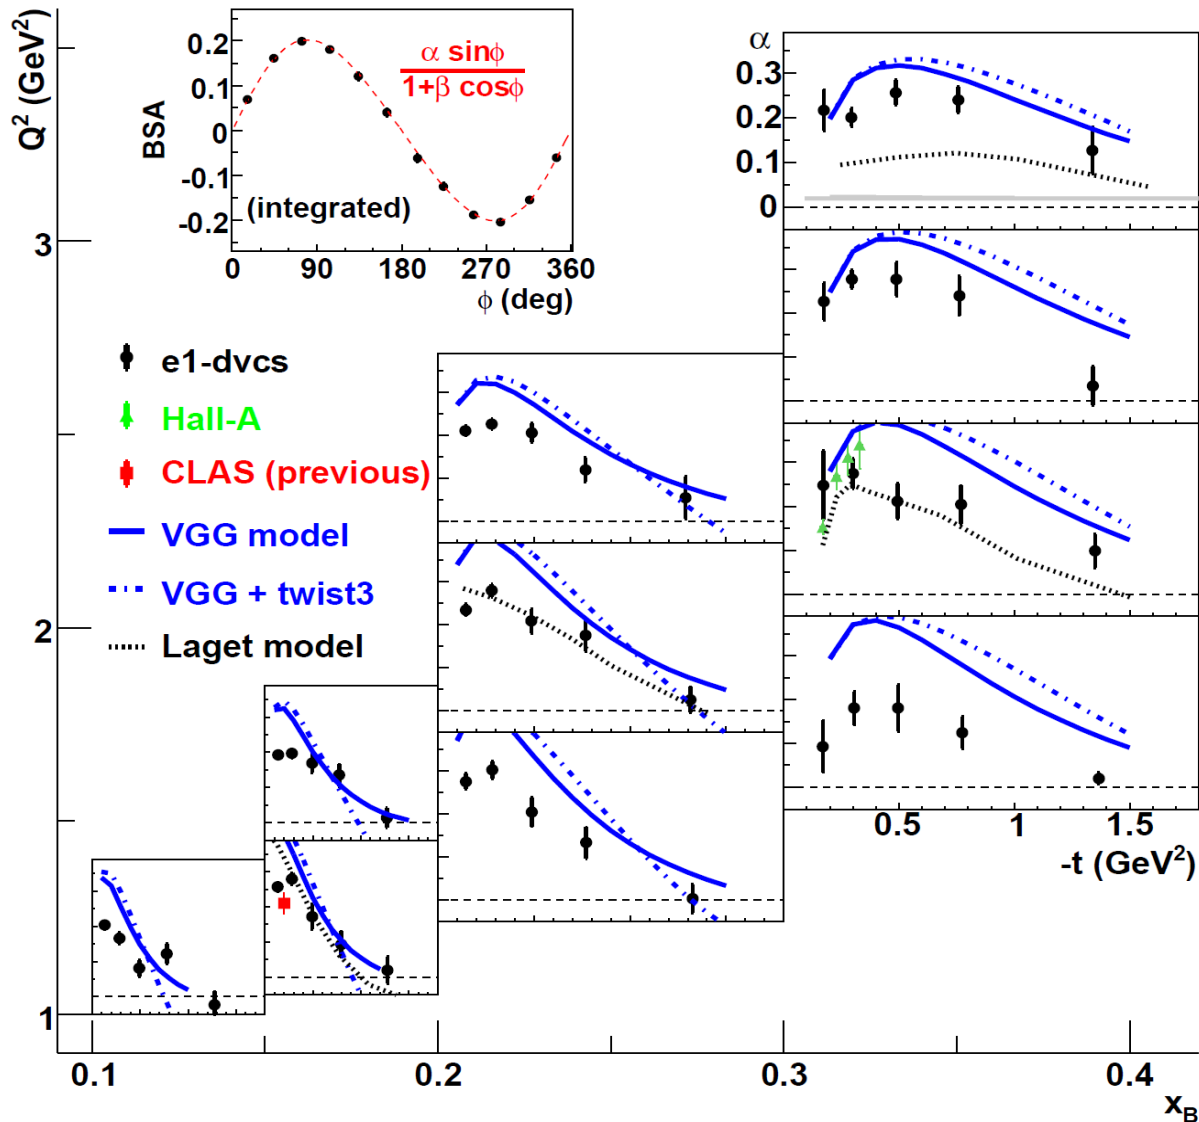 Q² (GeV²)
3
2
1
0.1
0.2
0.3
0.4
x_B
BSA
0.2
0.1
0
-0.1
-0.2
α sinϕ
1+β cosϕ
(integrated)
0
90
180
270
360
ϕ (deg)
e1-dvcs
Hall-A
CLAS (previous)
VGG model
VGG + twist3
Laget model
α
0.3
0.2
0.1
0
0.5
1
1.5
-t (GeV²)